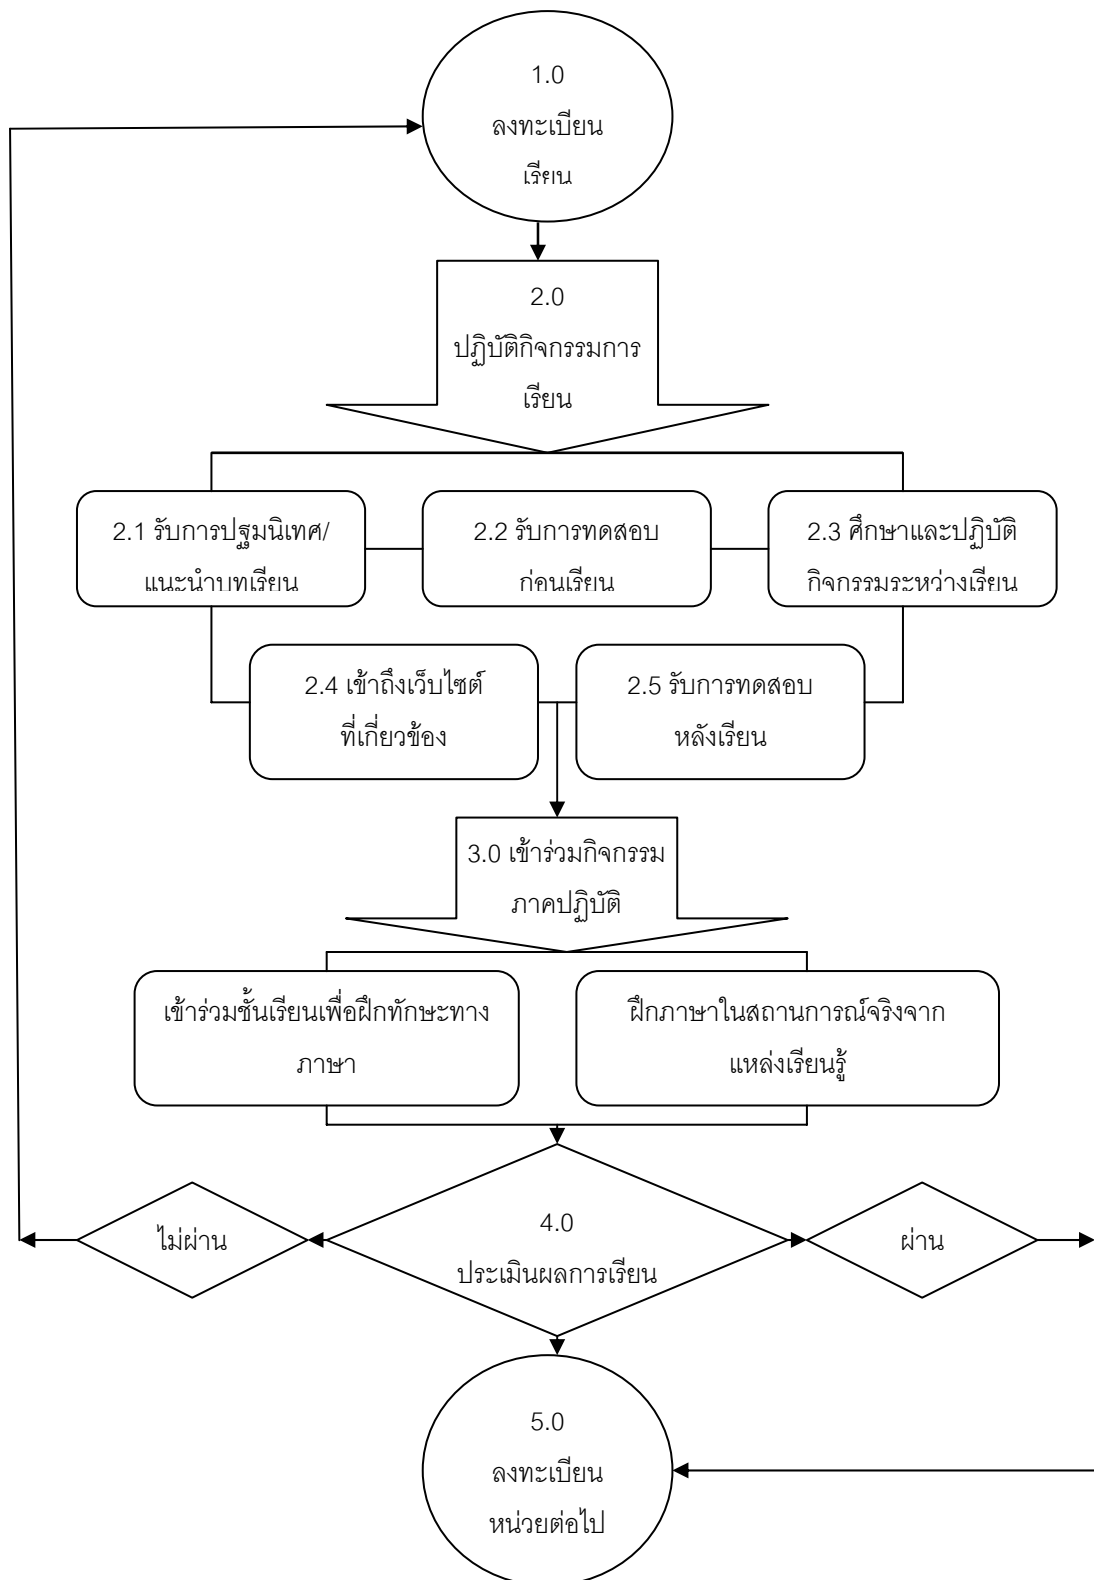 1.0
ลงทะเบียน
เรียน
2.0
ปฏิบัติกิจกรรมการ
เรียน
2.1 รับการปฐมนิเทศ/
แนะนำบทเรียน
2.2 รับการทดสอบ
ก่อนเรียน
2.3 ศึกษาและปฏิบัติ
กิจกรรมระหว่างเรียน
2.4 เข้าถึงเว็บไซต์
ที่เกี่ยวข้อง
2.5 รับการทดสอบ
หลังเรียน
3.0 เข้าร่วมกิจกรรม
ภาคปฏิบัติ
เข้าร่วมชั้นเรียนเพื่อฝึกทักษะทาง
ภาษา
ฝึกภาษาในสถานการณ์จริงจาก
แหล่งเรียนรู้
ไม่ผ่าน
4.0
ประเมินผลการเรียน
ผ่าน
5.0
ลงทะเบียน
หน่วยต่อไป